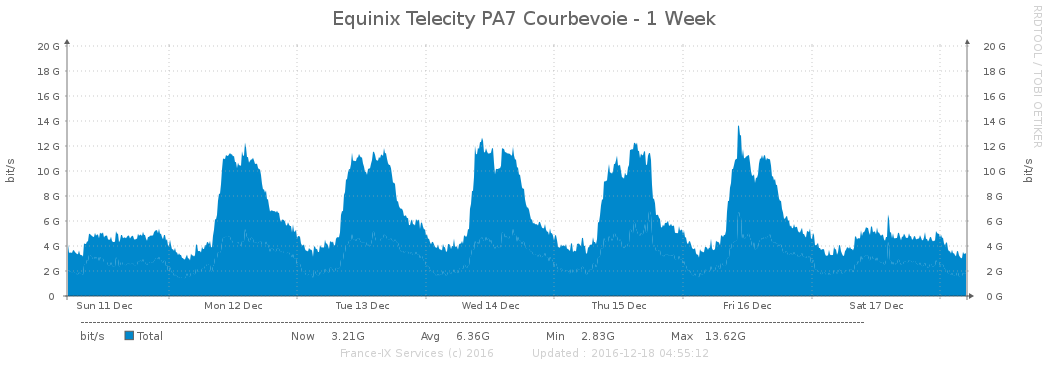 Equinix Telecity PA7 Courbevoie - 1 Week
RRDTOOL / TOBI OETIKER
bit/s
20 G 20 G
18 G 18 G
16 G 16 G
14 G 14 G
12 G 12 G
10 G 10 G
8 G 8 G
6 G 6 G
4 G 4 G
2 G 2 G
0 0 G
bit/s
Sun 11 Dec Mon 12 Dec Tue 13 Dec Wed 14 Dec Thu 15 Dec Fri 16 Dec Sat 17 Dec
bit/s Total Now 3.21G Avg 6.36G Min 2.83G Max 13.62G
France-IX Services (c) 2016 Updated : 2016-12-18 04:55:12